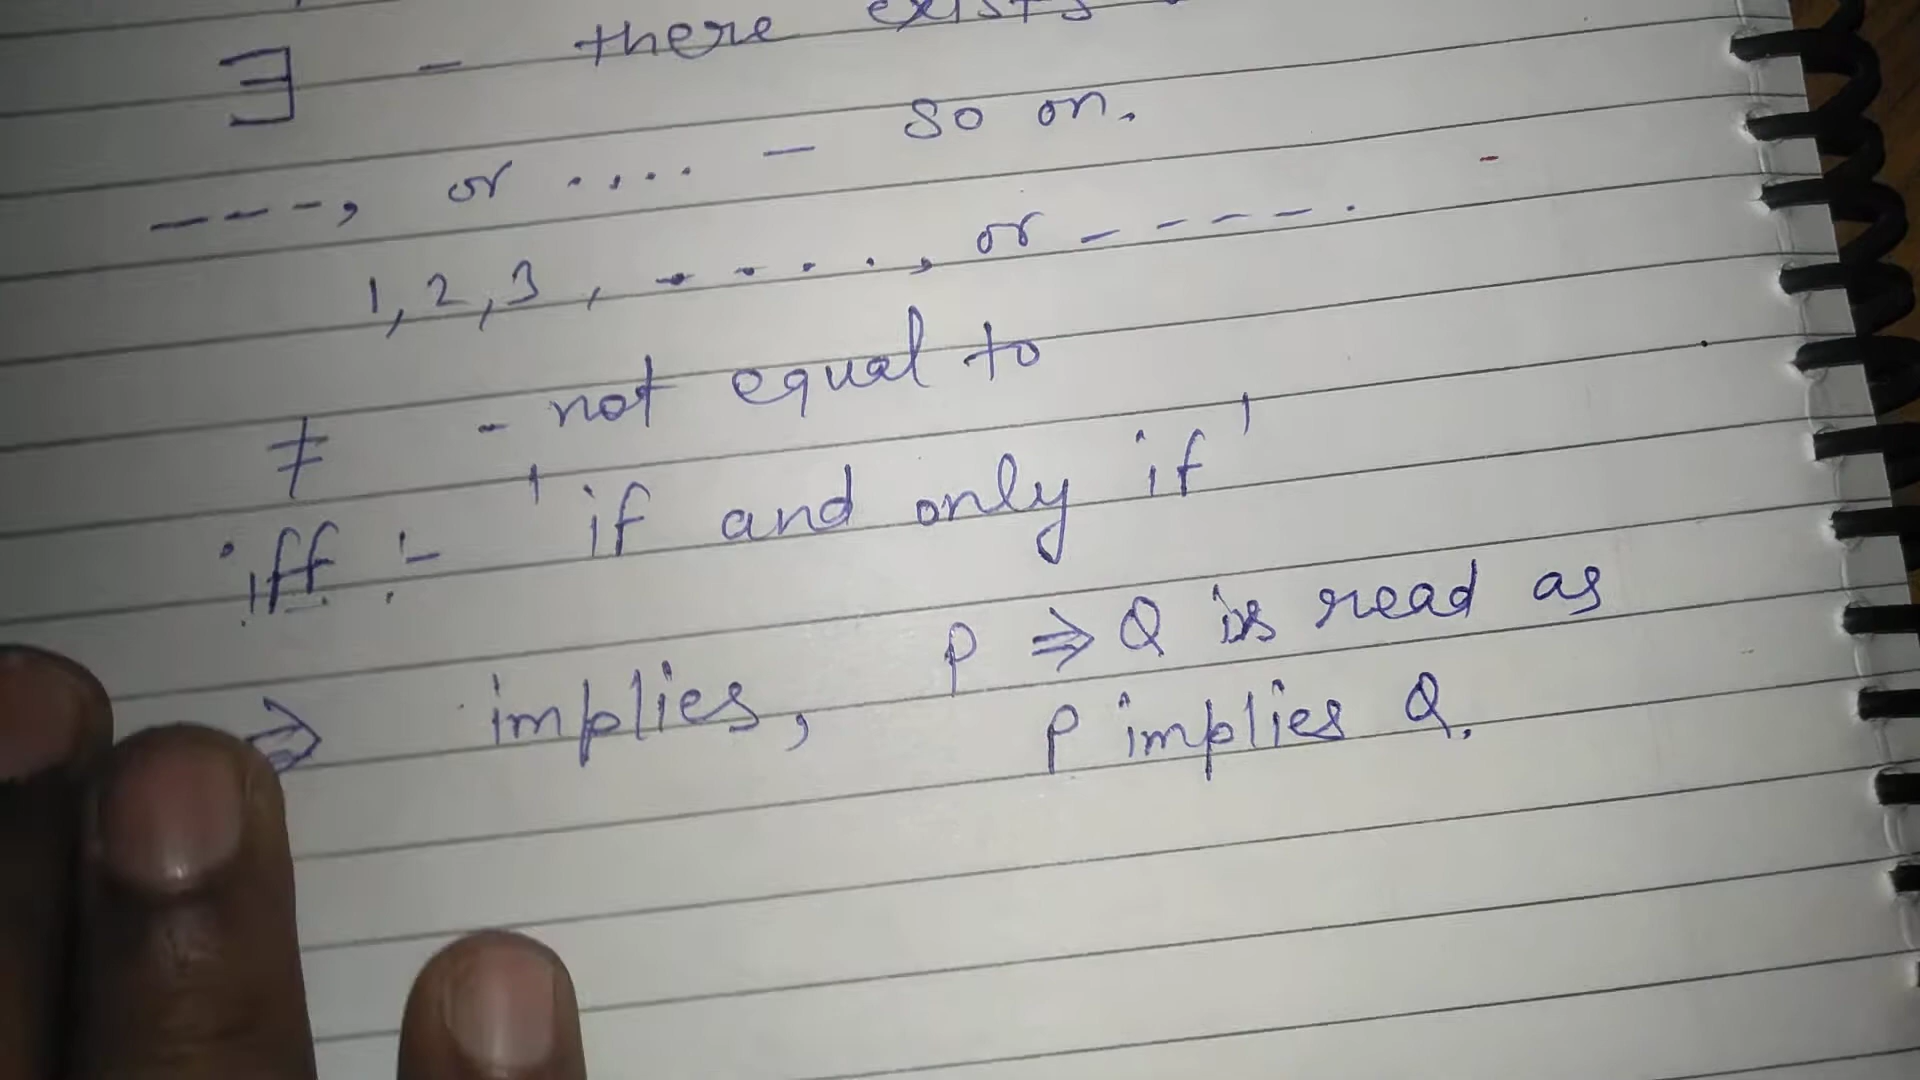 ∃ - there exists
---, or .... - so on.
1, 2, 3, ....., or ----.
≠ - not equal to
iff :- 'if and only if'
⇒ implies, P ⇒ Q is read as
P implies Q.